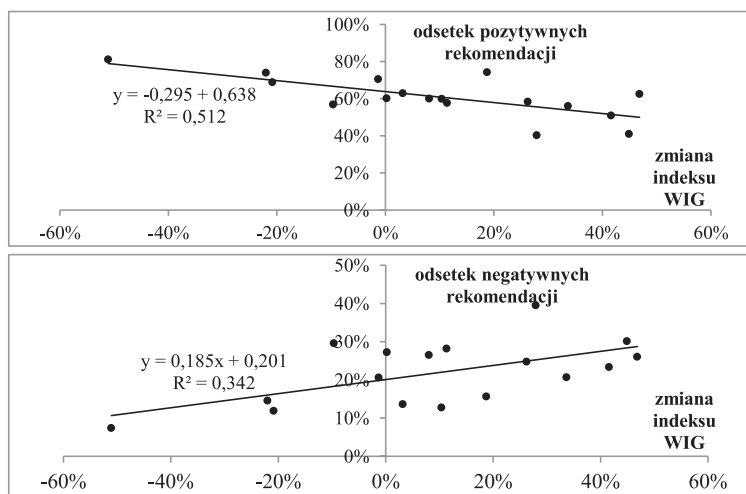 100%
odsetek pozytywnych
rekomendacji
80%
y = -0,295 + 0,638
R² = 0,512
60%
40%
zmiana
indeksu
WIG
20%
0%
-60%
-40%
-20%
0%
20%
40%
60%
50%
odsetek negatywnych
rekomendacji
40%
y = 0,185x + 0,201
R² = 0,342
30%
20%
zmiana
indeksu
WIG
10%
0%
-60%
-40%
-20%
0%
20%
40%
60%